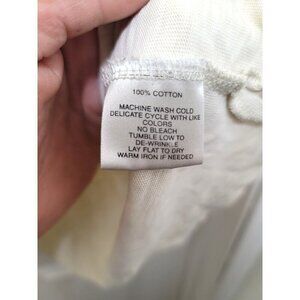 100% COTTON
MACHINE WASH COLD
DELICATE CYCLE WITH LIKE
COLORS
NO BLEACH
TUMBLE LOW TO
DE-WRINKLE
LAY FLAT TO DRY
WARM IRON IF NEEDED